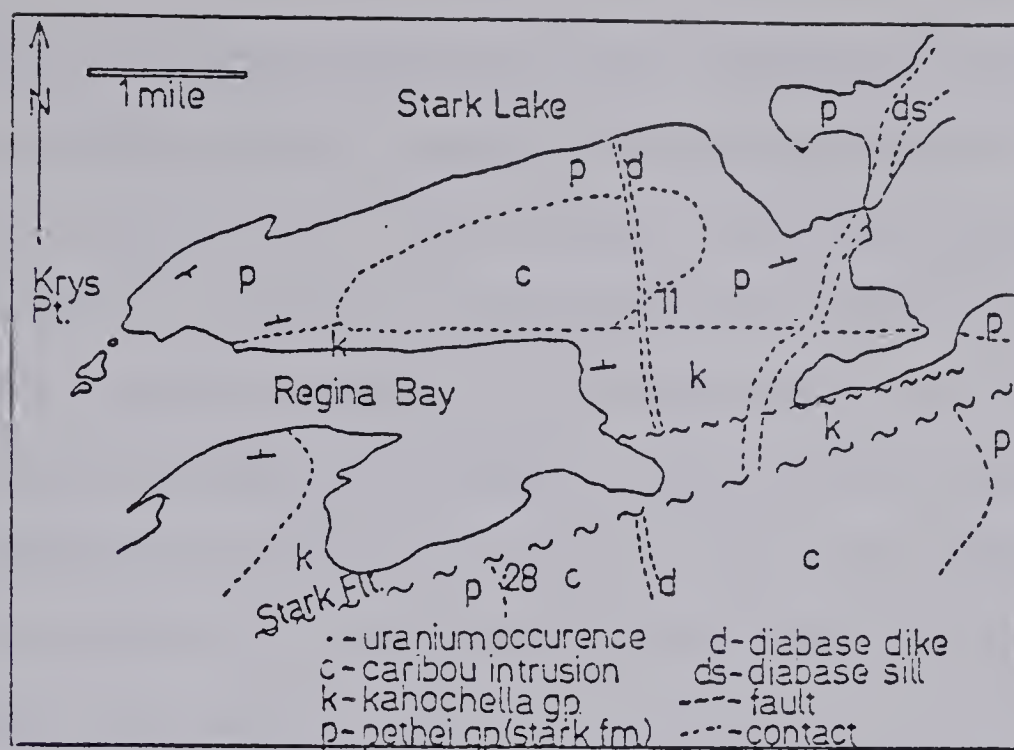 N
1 mile
Stark Lake
p
ds
p
d
Krys
Pt.
p
c
p
11
p
k
Regina Bay
k
k
p
k
Stark Flt.
p
28
c
d
c
.-uranium occurence
c-caribou intrusion
k-kahochella gp.
p-pethei gp(stark fm)
d-diabase dike
ds-diabase sill
---fault
-·-contact